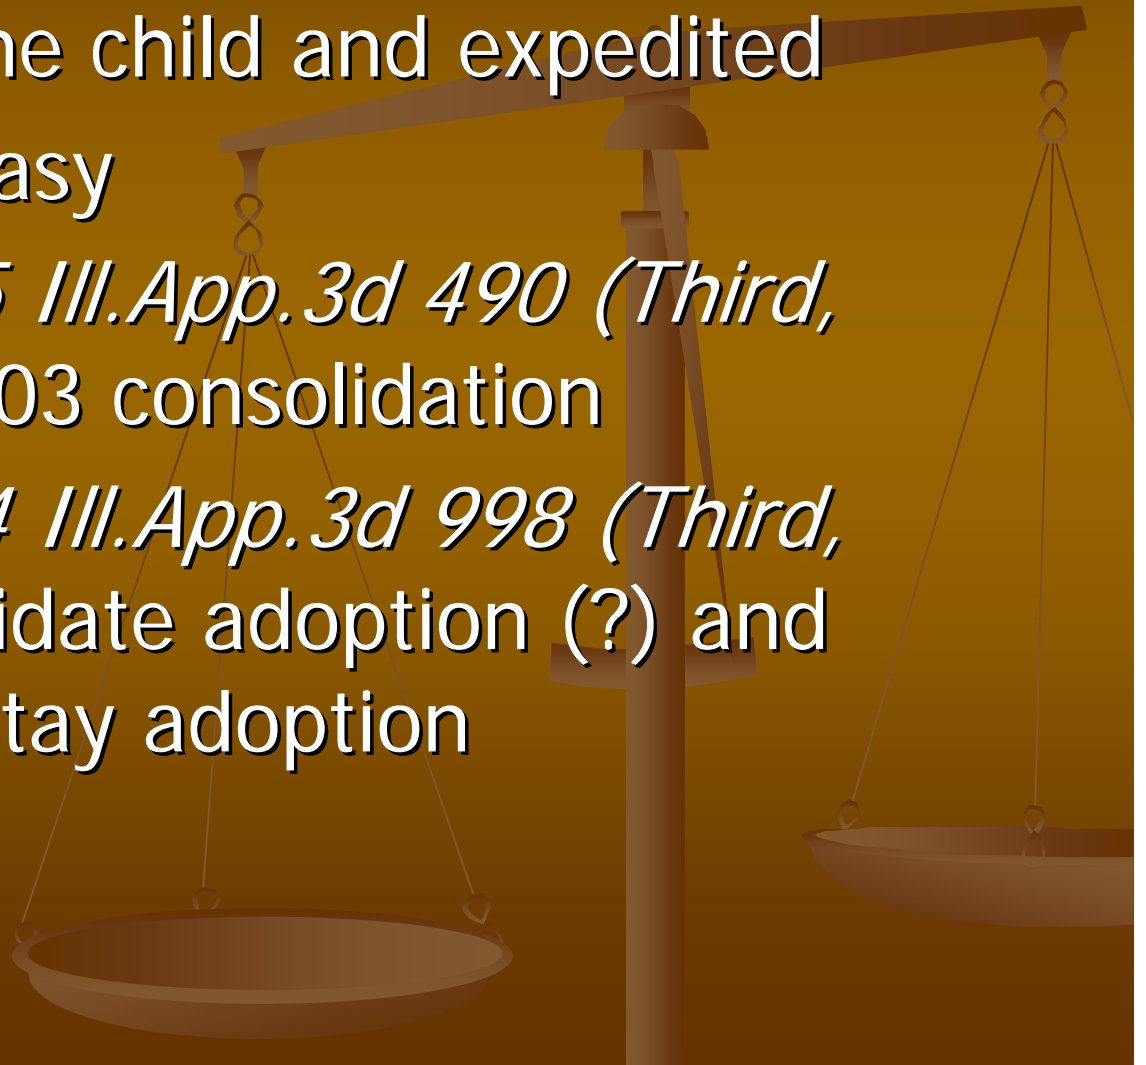 he child and expedited
asy
5 Ill.App.3d 490 (Third,
03 consolidation
4 Ill.App.3d 998 (Third,
idate adoption (?) and
tay adoption